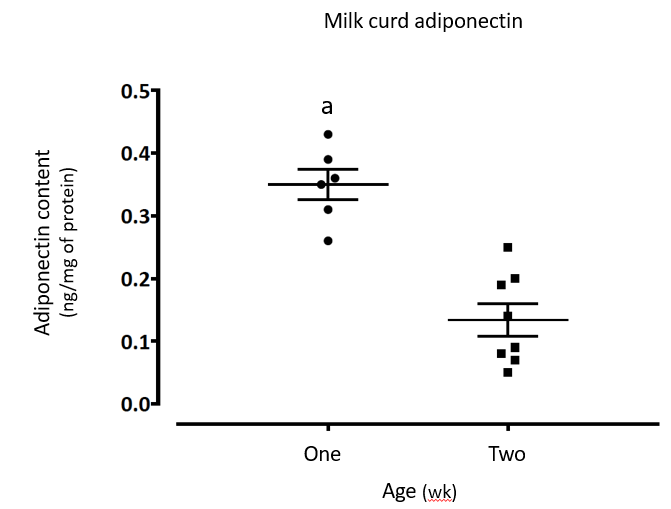 Milk curd adiponectin
a
0.5
0.4
0.3
0.2
0.1
0.0
Adiponectin content
(ng/mg of protein)
One
Two
Age (wk)